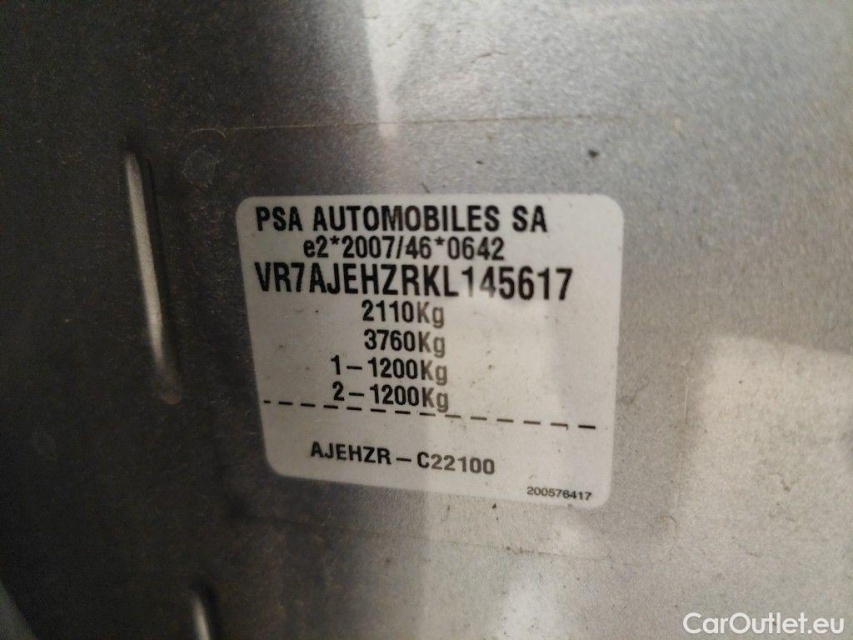 PSA AUTOMOBILES SA
e2*2007/46*0642
VR7AJEHZRKL145617
2110Kg
3760Kg
1-1200Kg
2-1200Kg
AJEHZR-C22100
200576417
CarOutlet.eu